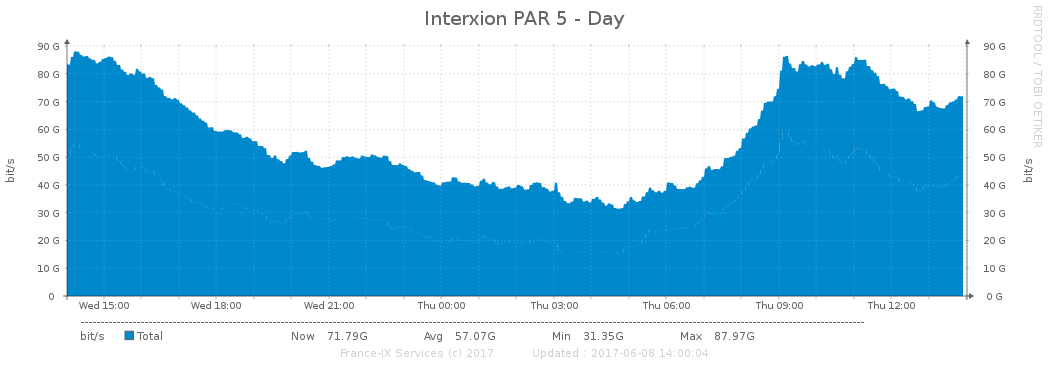 Interxion PAR 5 - Day
RRDTOOL / TOBI OETIKER
bit/s
90 G 90 G
80 G 80 G
70 G 70 G
60 G 60 G
50 G 50 G
40 G 40 G
30 G 30 G
20 G 20 G
10 G 10 G
0 0 G
bit/s
Wed 15:00 Wed 18:00 Wed 21:00 Thu 00:00 Thu 03:00 Thu 06:00 Thu 09:00 Thu 12:00
bit/s Total Now 71.79G Avg 57.07G Min 31.35G Max 87.97G
France-IX Services (c) 2017 Updated : 2017-06-08 14:00:04